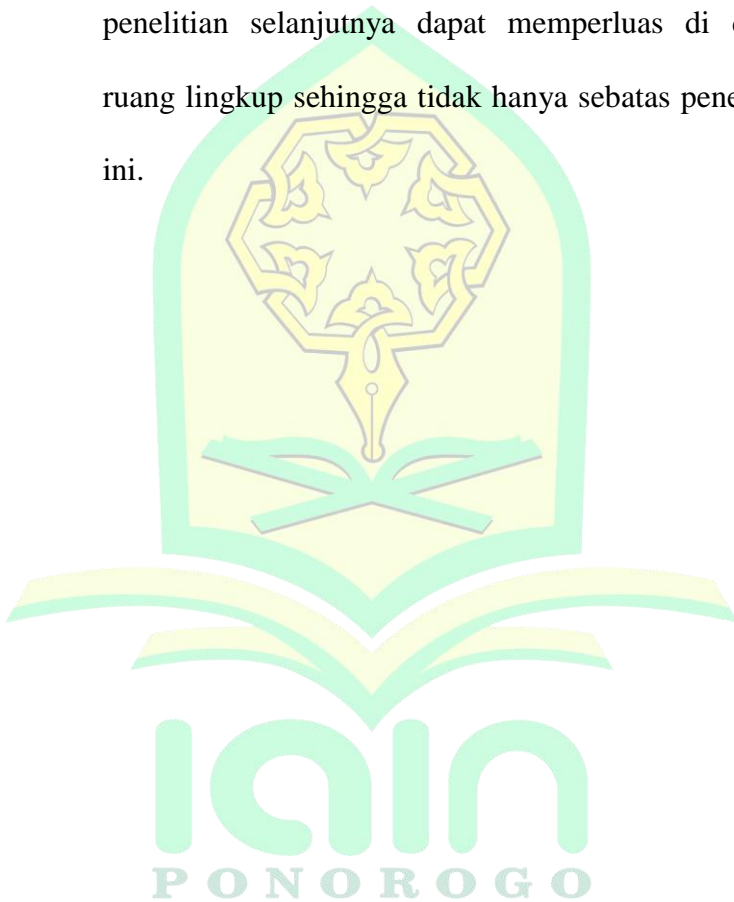 penelitian selanjutnya dapat memperluas di
ruang lingkup sehingga tidak hanya sebatas
ini.
iain
PONOROGO